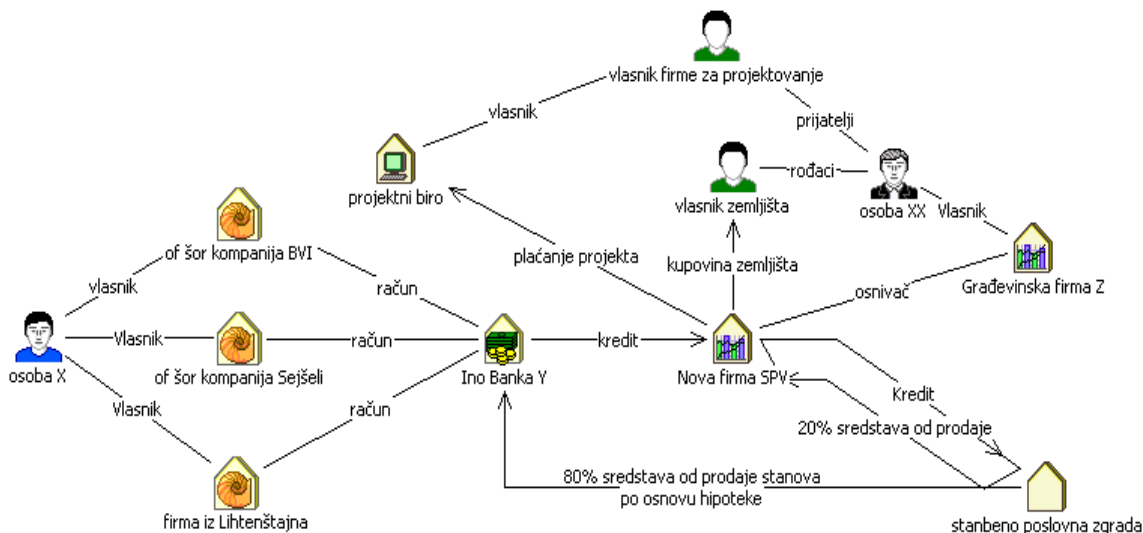 vlasnik firme za projektovanje
vlasnik
prijatelji
projektni biro
rođaci
vlasnik zemljišta
osoba XX
Vlasnik
of šor kompanija BVI
plaćanje projekta
kupovina zemljišta
Građevinska firma Z
vlasnik
račun
osnivač
osoba X
Vlasnik
of šor kompanija Sejšeli
račun
Ino Banka Y
kredit
Nova firma SPV
Kredit
Vlasnik
račun
20% sredstava od prodaje
80% sredstava od prodaje stanova
po osnovu hipoteke
firma iz Lihtenštajna
stanbeno poslovna zgrada